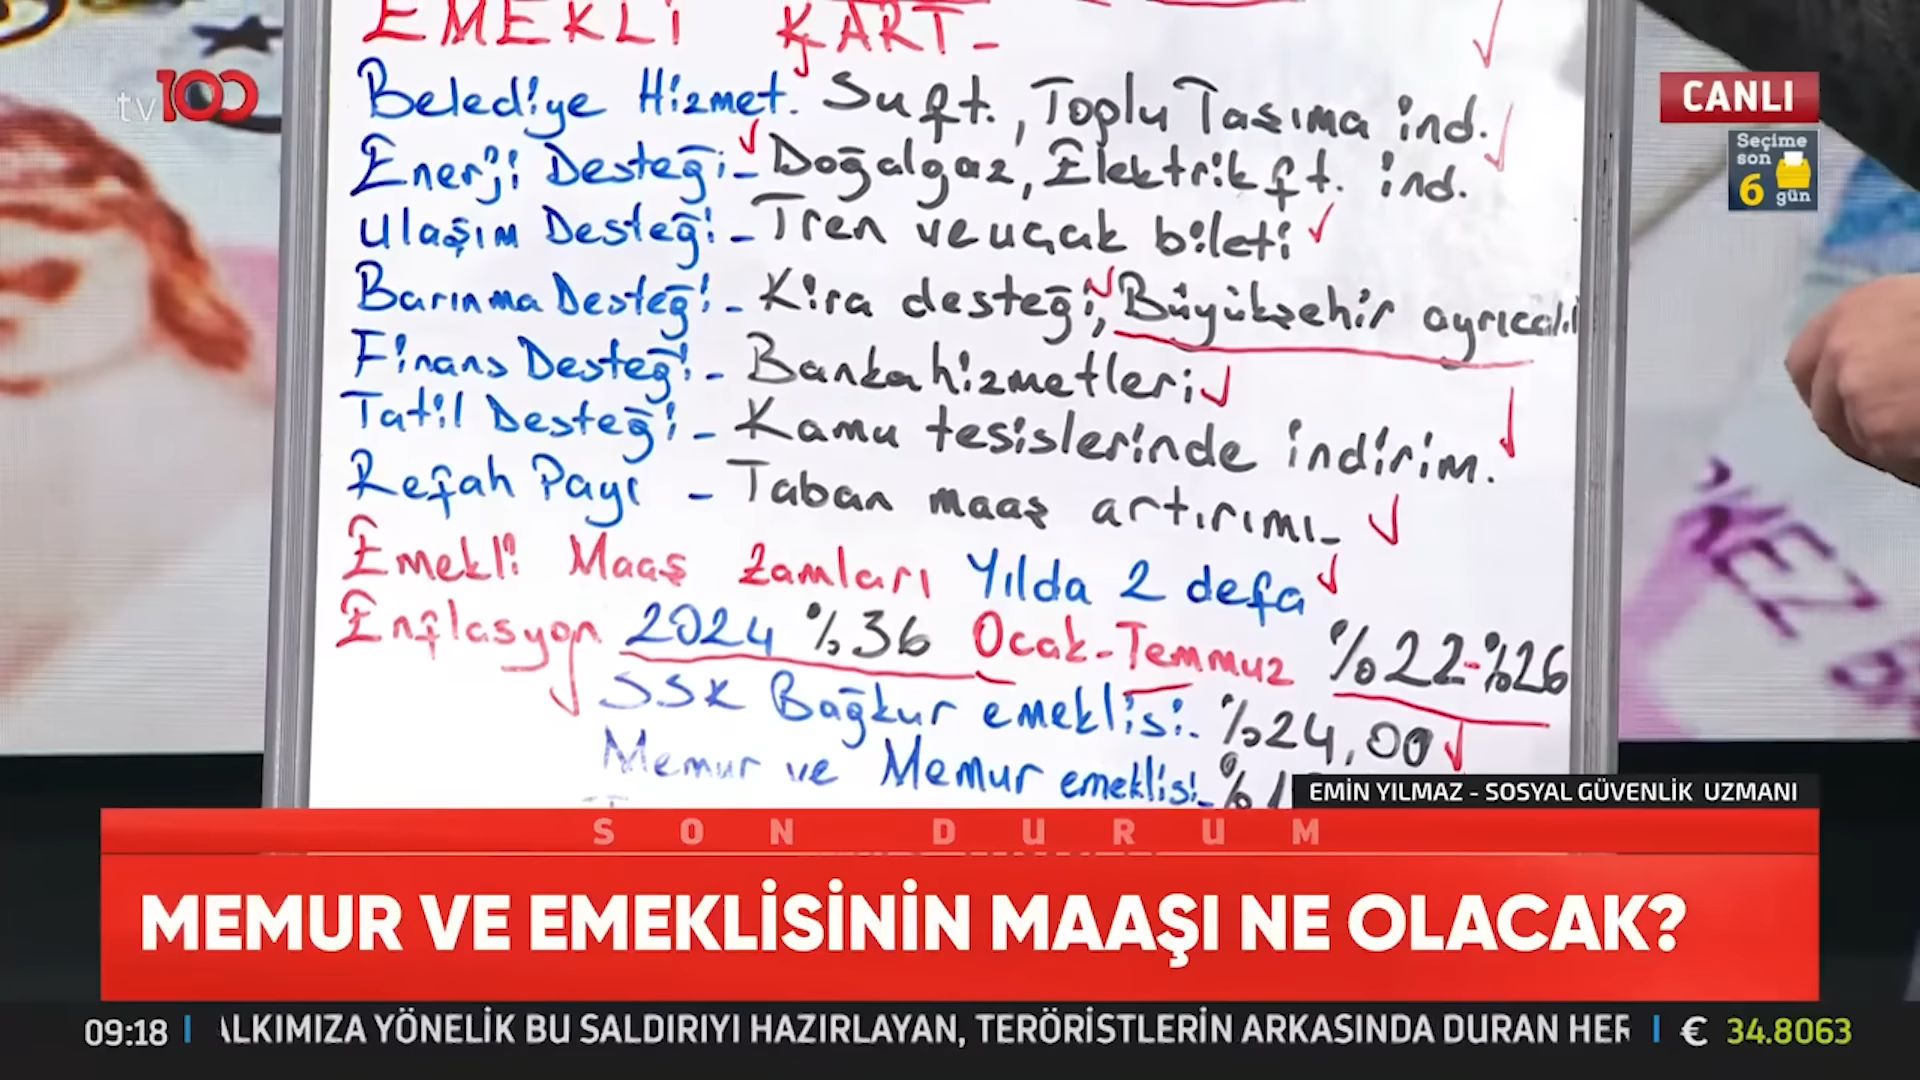 EMEKLİ KART-
tv100
CANLI
Belediye Hizmet. Su ft., Toplu Taşıma ind.
Seçime
son
6
gün
Enerji Desteği - Doğalgaz, Elektrik ft. ind.
Ulaşım Desteği - Tren ve uçak bileti
Barınma Desteği - Kira desteği, Büyükşehir
Finans Desteği - Banka hizmetleri
Tatil Desteği - Kamu tesislerinde indirim.
Refah Payı - Taban maaş artırımı-
Emekli Maaş Zamları Yılda 2 defa
Enflasyon 2024 %36 Ocak-Temmuz %22-%26
SSK Bağkur emeklisi. %24,00
Memur ve Memur emeklisi-
EMİN YILMAZ - SOSYAL GÜVENLİK UZMANI
SON DURUM
MEMUR VE EMEKLİSİNİN MAAŞI NE OLACAK?
09:18 ALKIMIZA YÖNELİK BU SALDIRIYI HAZIRLAYAN, TERÖRİSTLERİN ARKASINDA DURAN HER € 34.8063